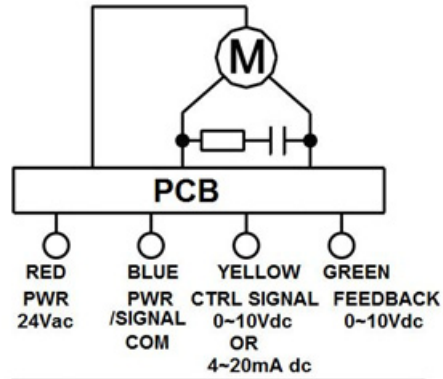 M
PCB
RED BLUE YELLOW GREEN
PWR PWR CTRL SIGNAL FEEDBACK
24Vac /SIGNAL 0~10Vdc 0~10Vdc
COM OR
4~20mA dc